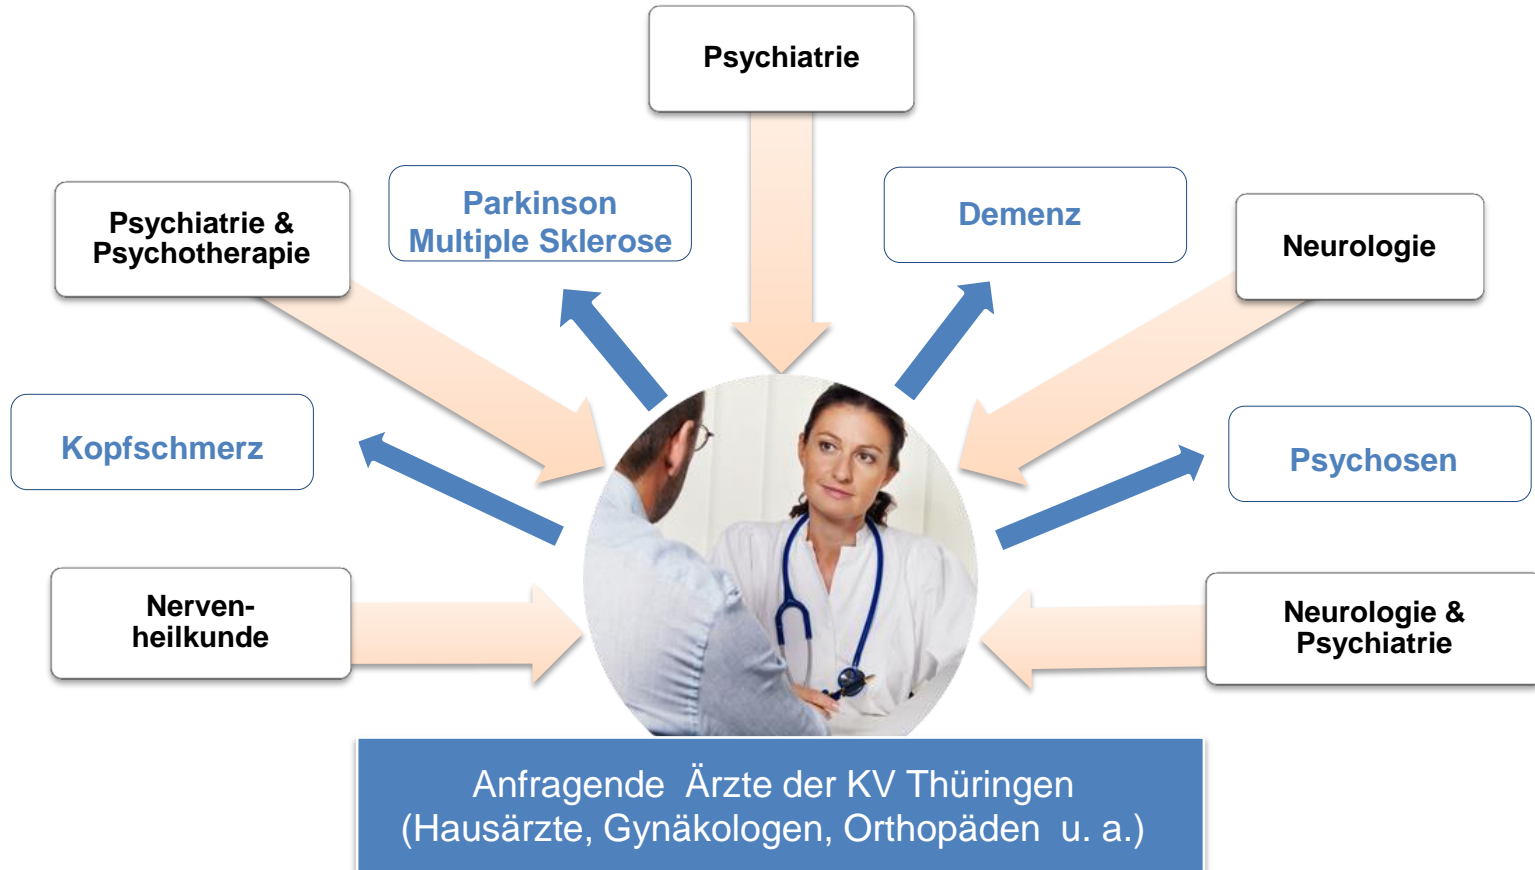 Psychiatrie
Parkinson
Multiple Sklerose
Demenz
Psychiatrie &
Psychotherapie
Neurologie
Kopfschmerz
Psychosen
Nerven-
heilkunde
Neurologie &
Psychiatrie
Anfragende Ärzte der KV Thüringen
(Hausärzte, Gynäkologen, Orthopäden u. a.)